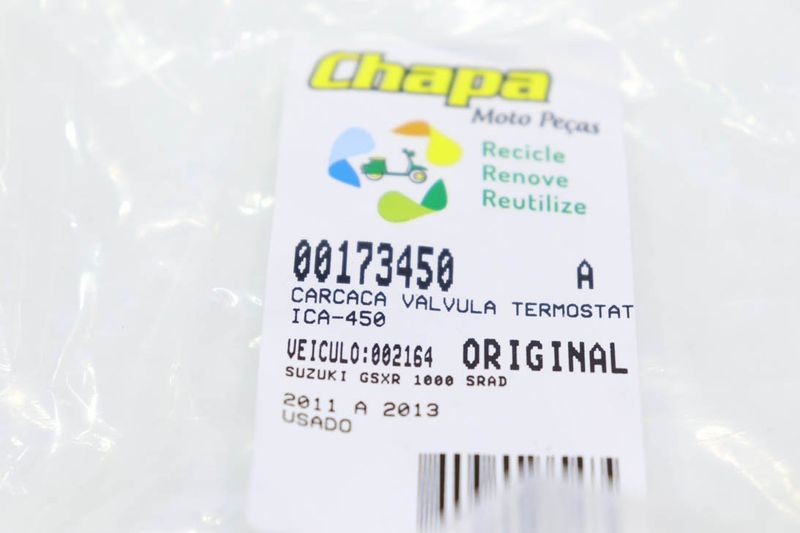 Chapa
Moto Peças
Recicle
Renove
Reutilize
00173450 A
CARCACA VALVULA TERMOSTAT
ICA-450
VEICULO:002164 ORIGINAL
SUZUKI GSXR 1000 SRAD
2011 A 2013
USADO